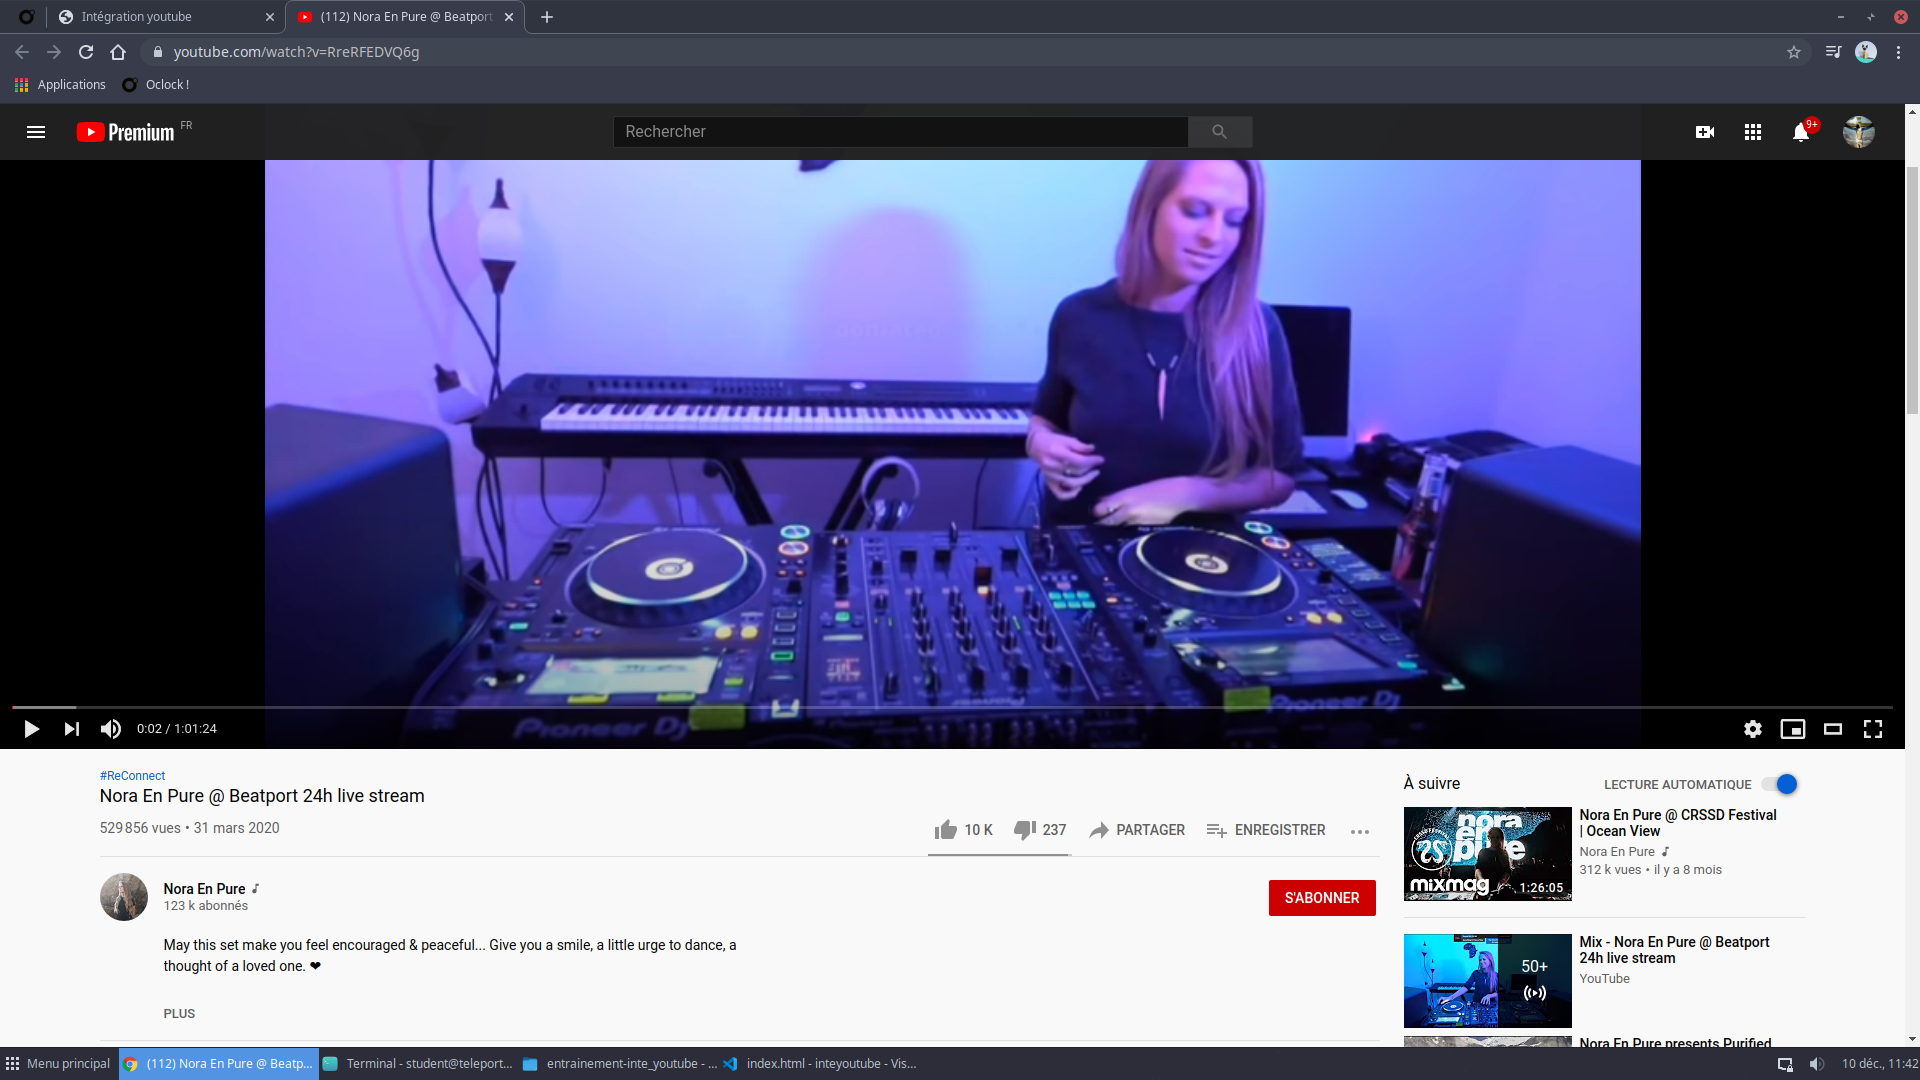 Intégration youtube
(112) Nora En Pure @ Beatport
youtube.com/watch?v=RreRFEDVQ6g
Applications
Oclock !
Premium FR
Rechercher
9+
Pioneer Dj
Pioneer Dj
0:02 / 1:01:24
#ReConnect
Nora En Pure @ Beatport 24h live stream
529 856 vues • 31 mars 2020
10 K
237
PARTAGER
ENREGISTRER
Nora En Pure
123 k abonnés
S'ABONNER
May this set make you feel encouraged & peaceful... Give you a smile, a little urge to dance, a
thought of a loved one. ❤
PLUS
À suivre
LECTURE AUTOMATIQUE
nora
en
pure
mixmag
1:26:05
Nora En Pure @ CRSSD Festival
| Ocean View
Nora En Pure
312 k vues • il y a 8 mois
50+
Mix - Nora En Pure @ Beatport
24h live stream
YouTube
Nora En Pure presents Purified
Menu principal
(112) Nora En Pure @ Beatp...
Terminal - student@teleport...
entrainement-inte_youtube - ...
index.html - inteyoutube - Vis...
10 déc., 11:42